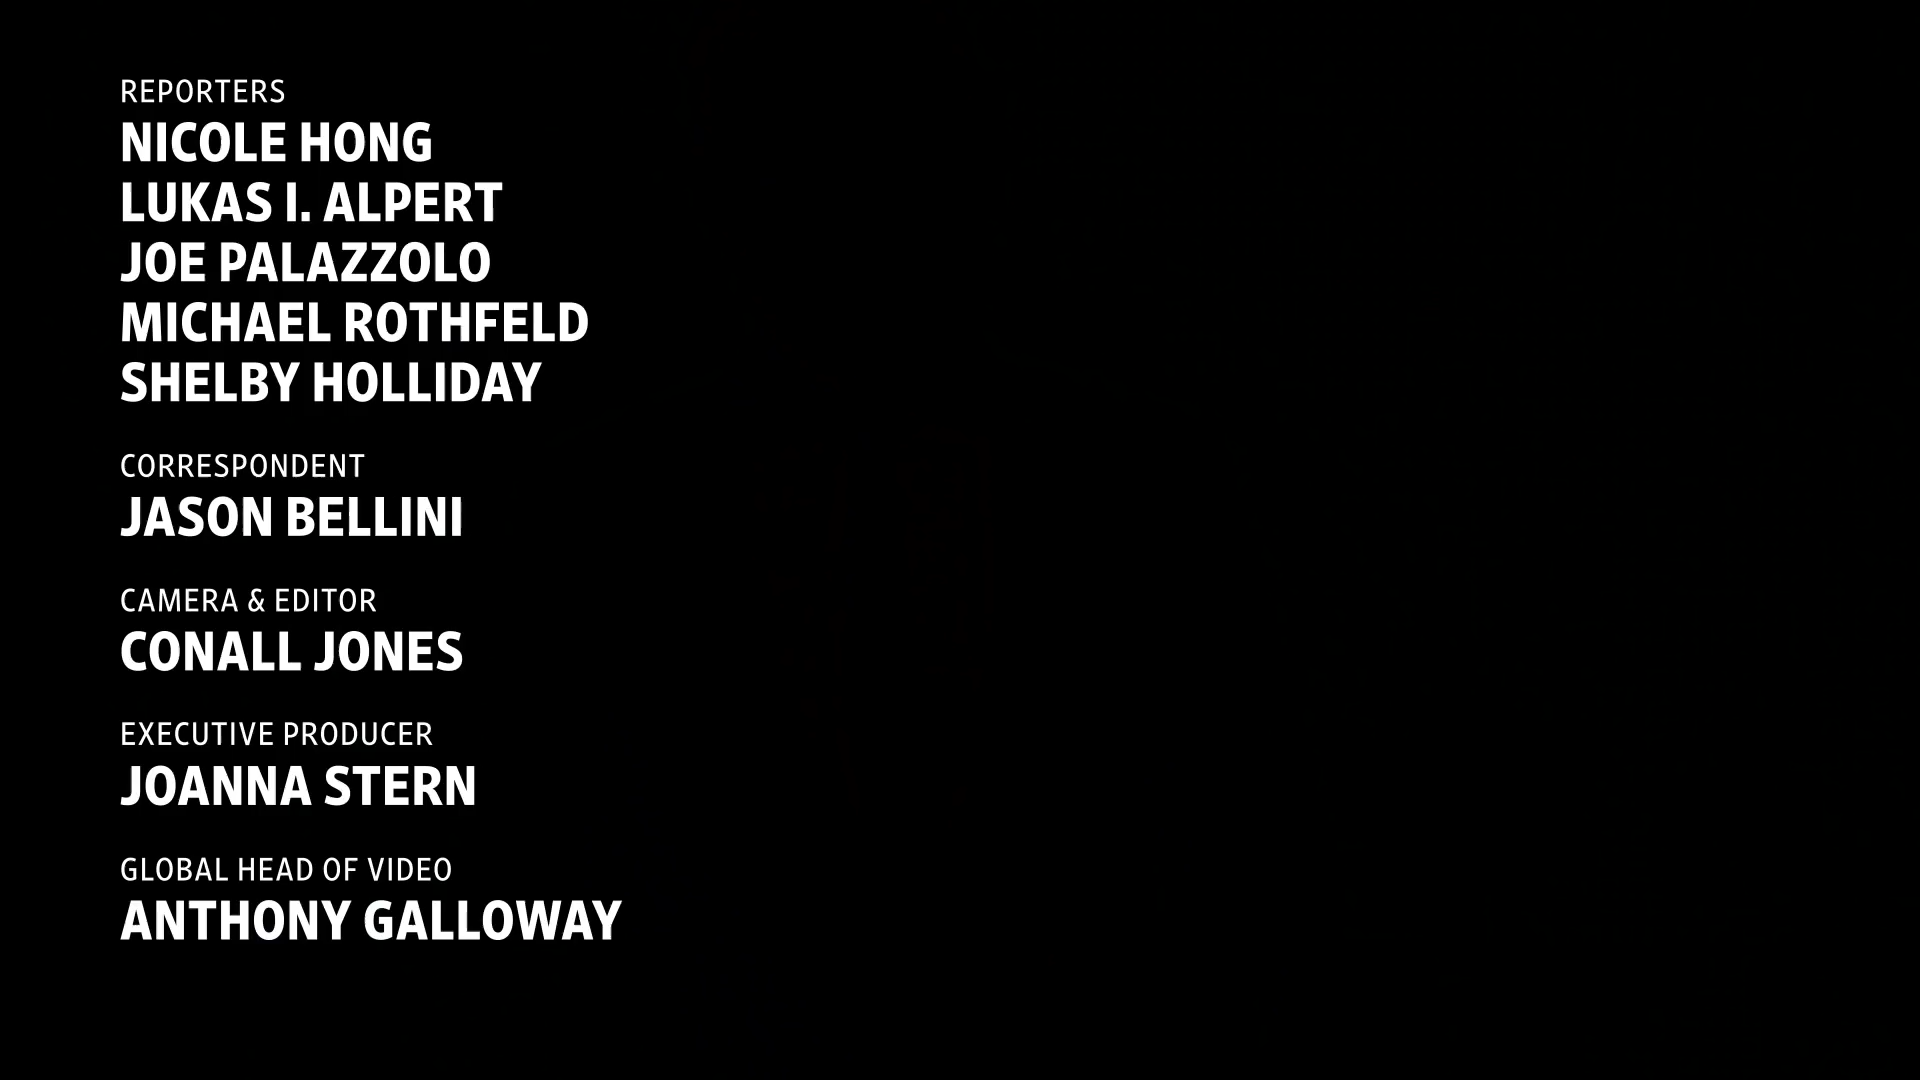 REPORTERS
NICOLE HONG
LUKAS I. ALPERT
JOE PALAZZOLO
MICHAEL ROTHFELD
SHELBY HOLLIDAY
CORRESPONDENT
JASON BELLINI
CAMERA & EDITOR
CONALL JONES
EXECUTIVE PRODUCER
JOANNA STERN
GLOBAL HEAD OF VIDEO
ANTHONY GALLOWAY